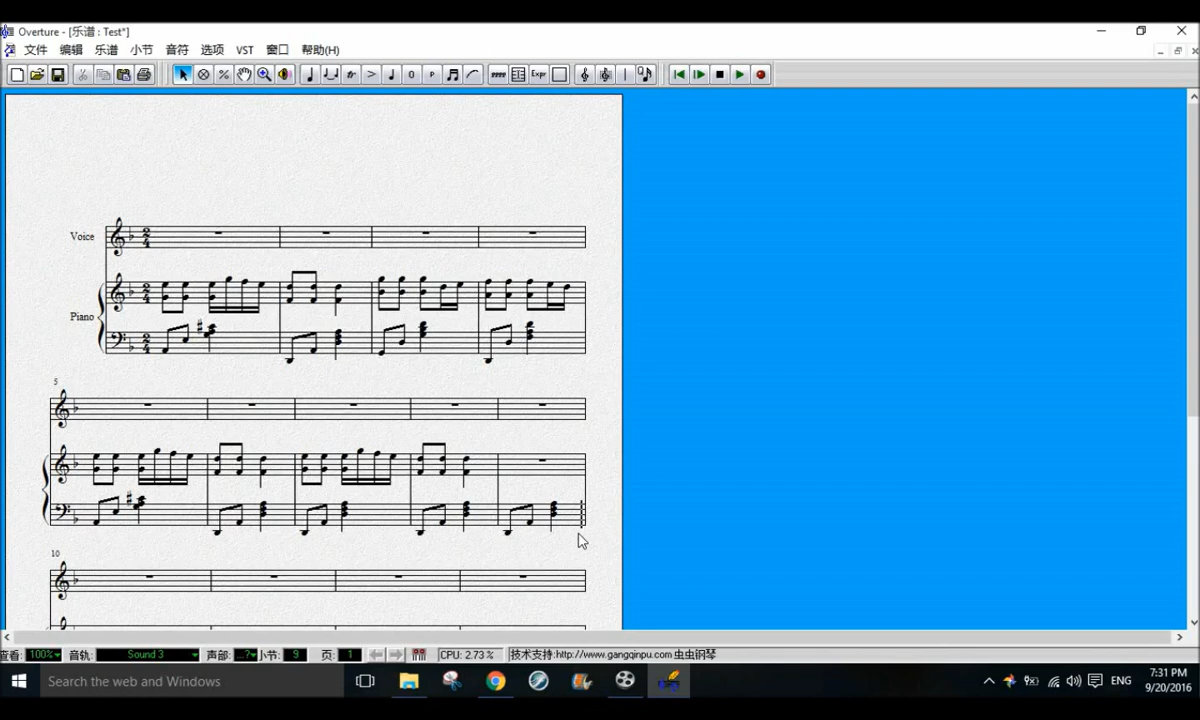 Overture - [乐谱 : Test*]
文件 编辑 乐谱 小节 音符 选项 VST 窗口 帮助(H)
Expr
Voice
Piano
5
10
查看: 100% 音轨: Sound 3 声部: ...? 小节: 9 页: 1 CPU: 2.73 % 技术支持:http://www.gangqinpu.com 虫虫钢琴
Search the web and Windows
ENG
7:31 PM
9/20/2016